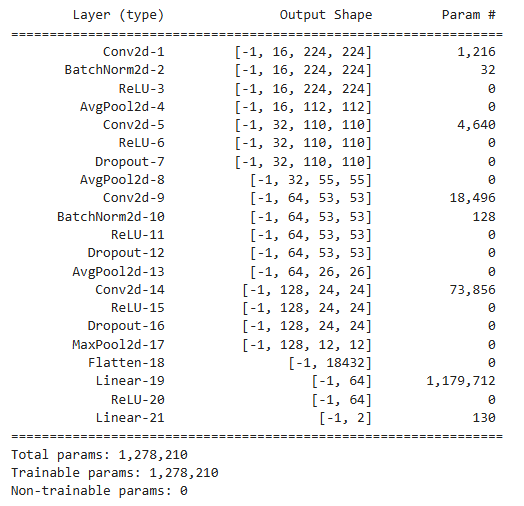 Layer (type) Output Shape Param #
================================================================
Conv2d-1 [-1, 16, 224, 224] 1,216
BatchNorm2d-2 [-1, 16, 224, 224] 32
ReLU-3 [-1, 16, 224, 224] 0
AvgPool2d-4 [-1, 16, 112, 112] 0
Conv2d-5 [-1, 32, 110, 110] 4,640
ReLU-6 [-1, 32, 110, 110] 0
Dropout-7 [-1, 32, 110, 110] 0
AvgPool2d-8 [-1, 32, 55, 55] 0
Conv2d-9 [-1, 64, 53, 53] 18,496
BatchNorm2d-10 [-1, 64, 53, 53] 128
ReLU-11 [-1, 64, 53, 53] 0
Dropout-12 [-1, 64, 53, 53] 0
AvgPool2d-13 [-1, 64, 26, 26] 0
Conv2d-14 [-1, 128, 24, 24] 73,856
ReLU-15 [-1, 128, 24, 24] 0
Dropout-16 [-1, 128, 24, 24] 0
MaxPool2d-17 [-1, 128, 12, 12] 0
Flatten-18 [-1, 18432] 0
Linear-19 [-1, 64] 1,179,712
ReLU-20 [-1, 64] 0
Linear-21 [-1, 2] 130
================================================================
Total params: 1,278,210
Trainable params: 1,278,210
Non-trainable params: 0